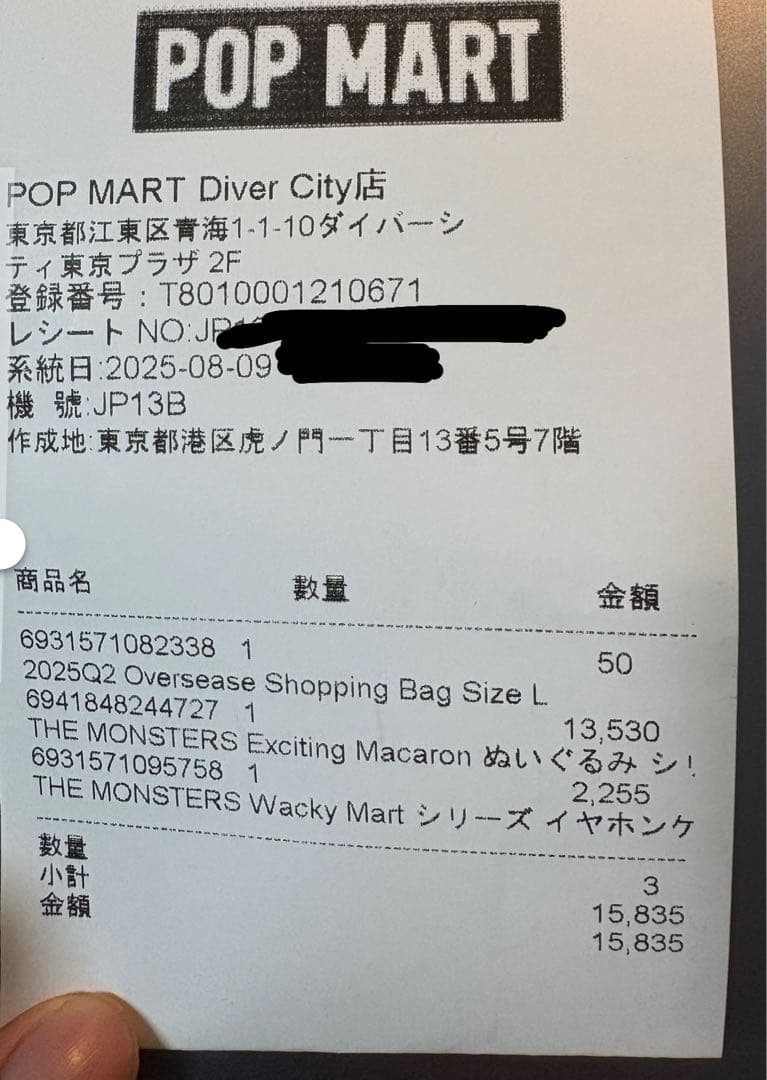 POP MART
POP MART Diver City店
東京都江東区青海1-1-10ダイバーシ
ティ東京プラザ 2F
登録番号:T8010001210671
レシート NO:JP
系統日:2025-08-09
機 號:JP13B
作成地:東京都港区虎ノ門一丁目13番5号7階
商品名 數量 金額
6931571082338 1 50
2025Q2 Oversease Shopping Bag Size L
6941848244727 1 13,530
THE MONSTERS Exciting Macaron ぬいぐるみ シ
6931571095758 1 2,255
THE MONSTERS Wacky Mart シリーズ イヤホンケ
数量 3
小計 15,835
金額 15,835